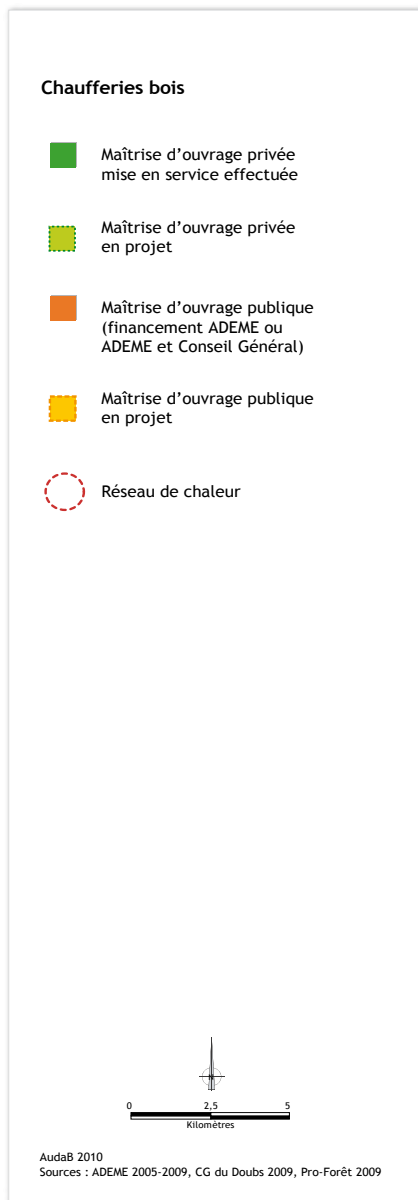 Chaufferies bois
Maîtrise d'ouvrage privée
mise en service effectuée
Maîtrise d'ouvrage privée
en projet
Maîtrise d'ouvrage publique
(financement ADEME ou
ADEME et Conseil Général)
Maîtrise d'ouvrage publique
en projet
Réseau de chaleur
N
0 2,5 5
Kilomètres
AudaB 2010
Sources : ADEME 2005-2009, CG du Doubs 2009, Pro-Forêt 2009